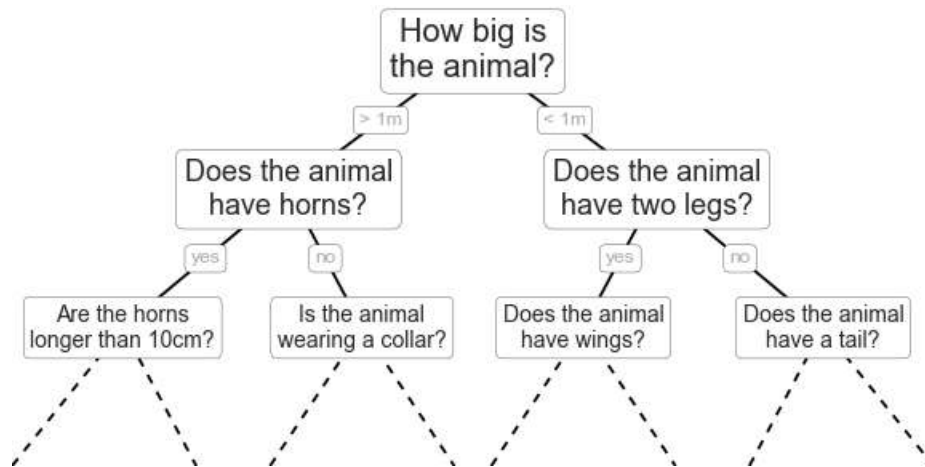 How big is
the animal?
> 1m
< 1m
Does the animal
have horns?
Does the animal
have two legs?
yes
no
yes
no
Are the horns
longer than 10cm?
Is the animal
wearing a collar?
Does the animal
have wings?
Does the animal
have a tail?